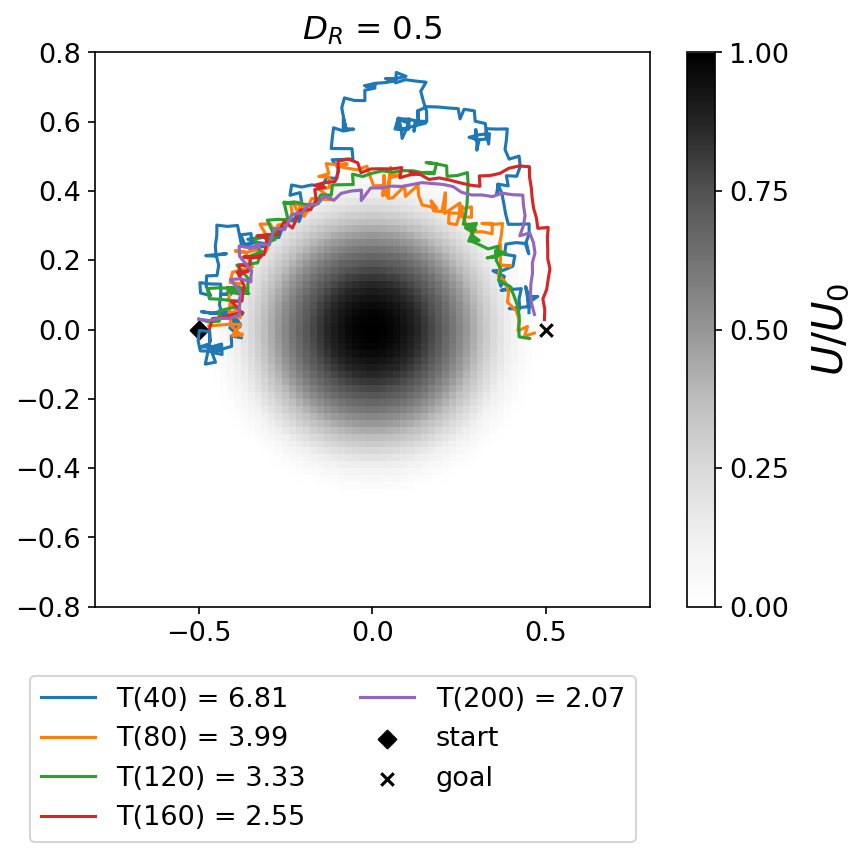 D_R = 0.5
0.8
0.6
0.4
0.2
0.0
−0.2
−0.4
−0.6
−0.8
−0.5 0.0 0.5
1.00
0.75
0.50
0.25
0.00
U/U_0
T(40) = 6.81
T(80) = 3.99
T(120) = 3.33
T(160) = 2.55
T(200) = 2.07
start
goal